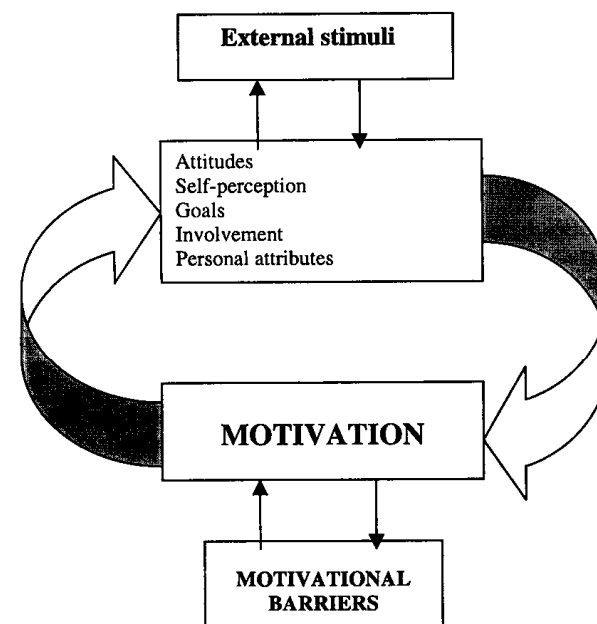 External stimuli
Attitudes
Self-perception
Goals
Involvement
Personal attributes
MOTIVATION
MOTIVATIONAL
BARRIERS